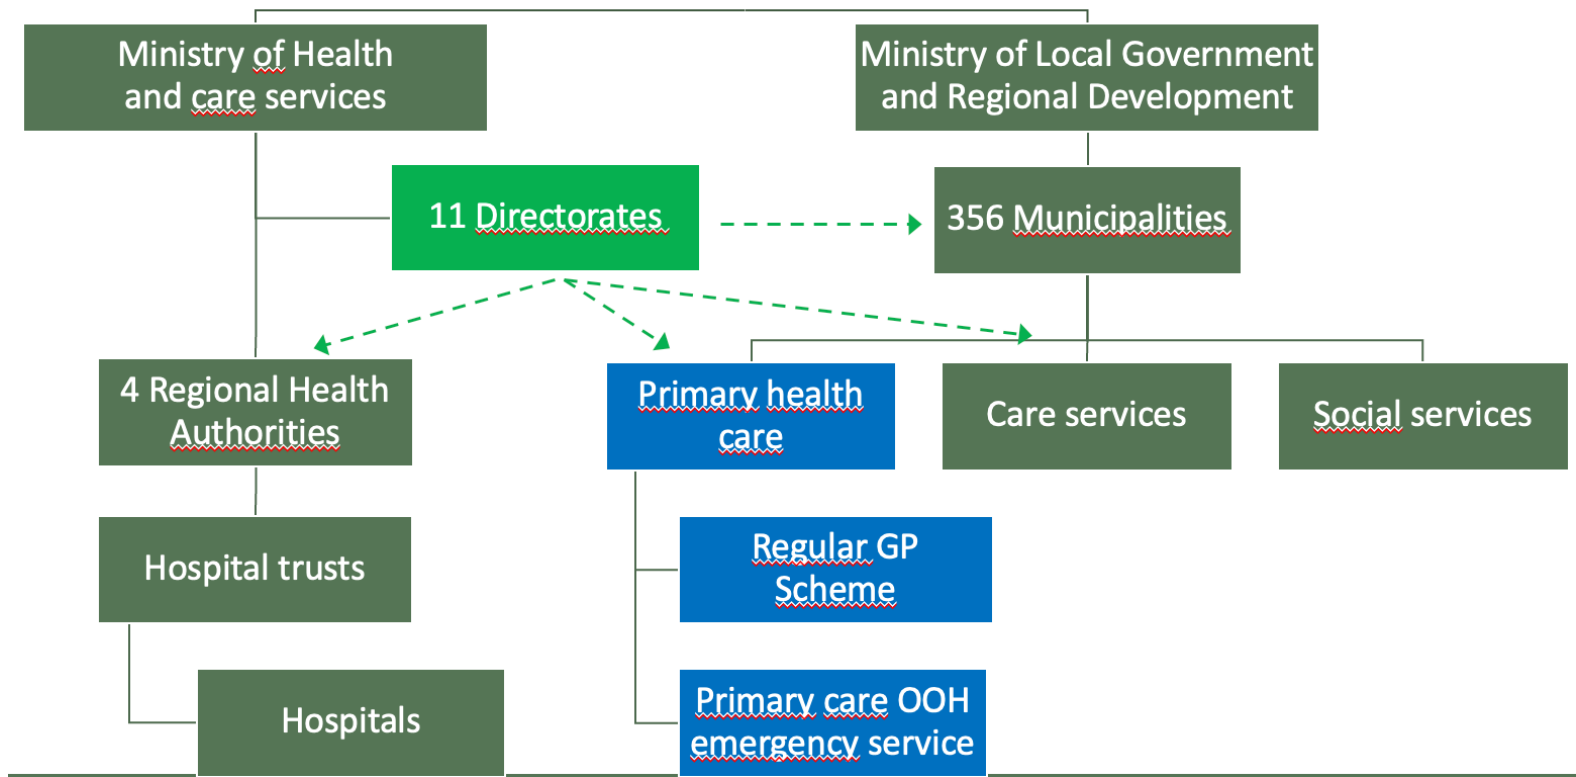 Ministry of Health
and care services
Ministry of Local Government
and Regional Development
11 Directorates
356 Municipalities
4 Regional Health
Authorities
Primary health
care
Care services
Social services
Hospital trusts
Regular GP
Scheme
Hospitals
Primary care OOH
emergency service